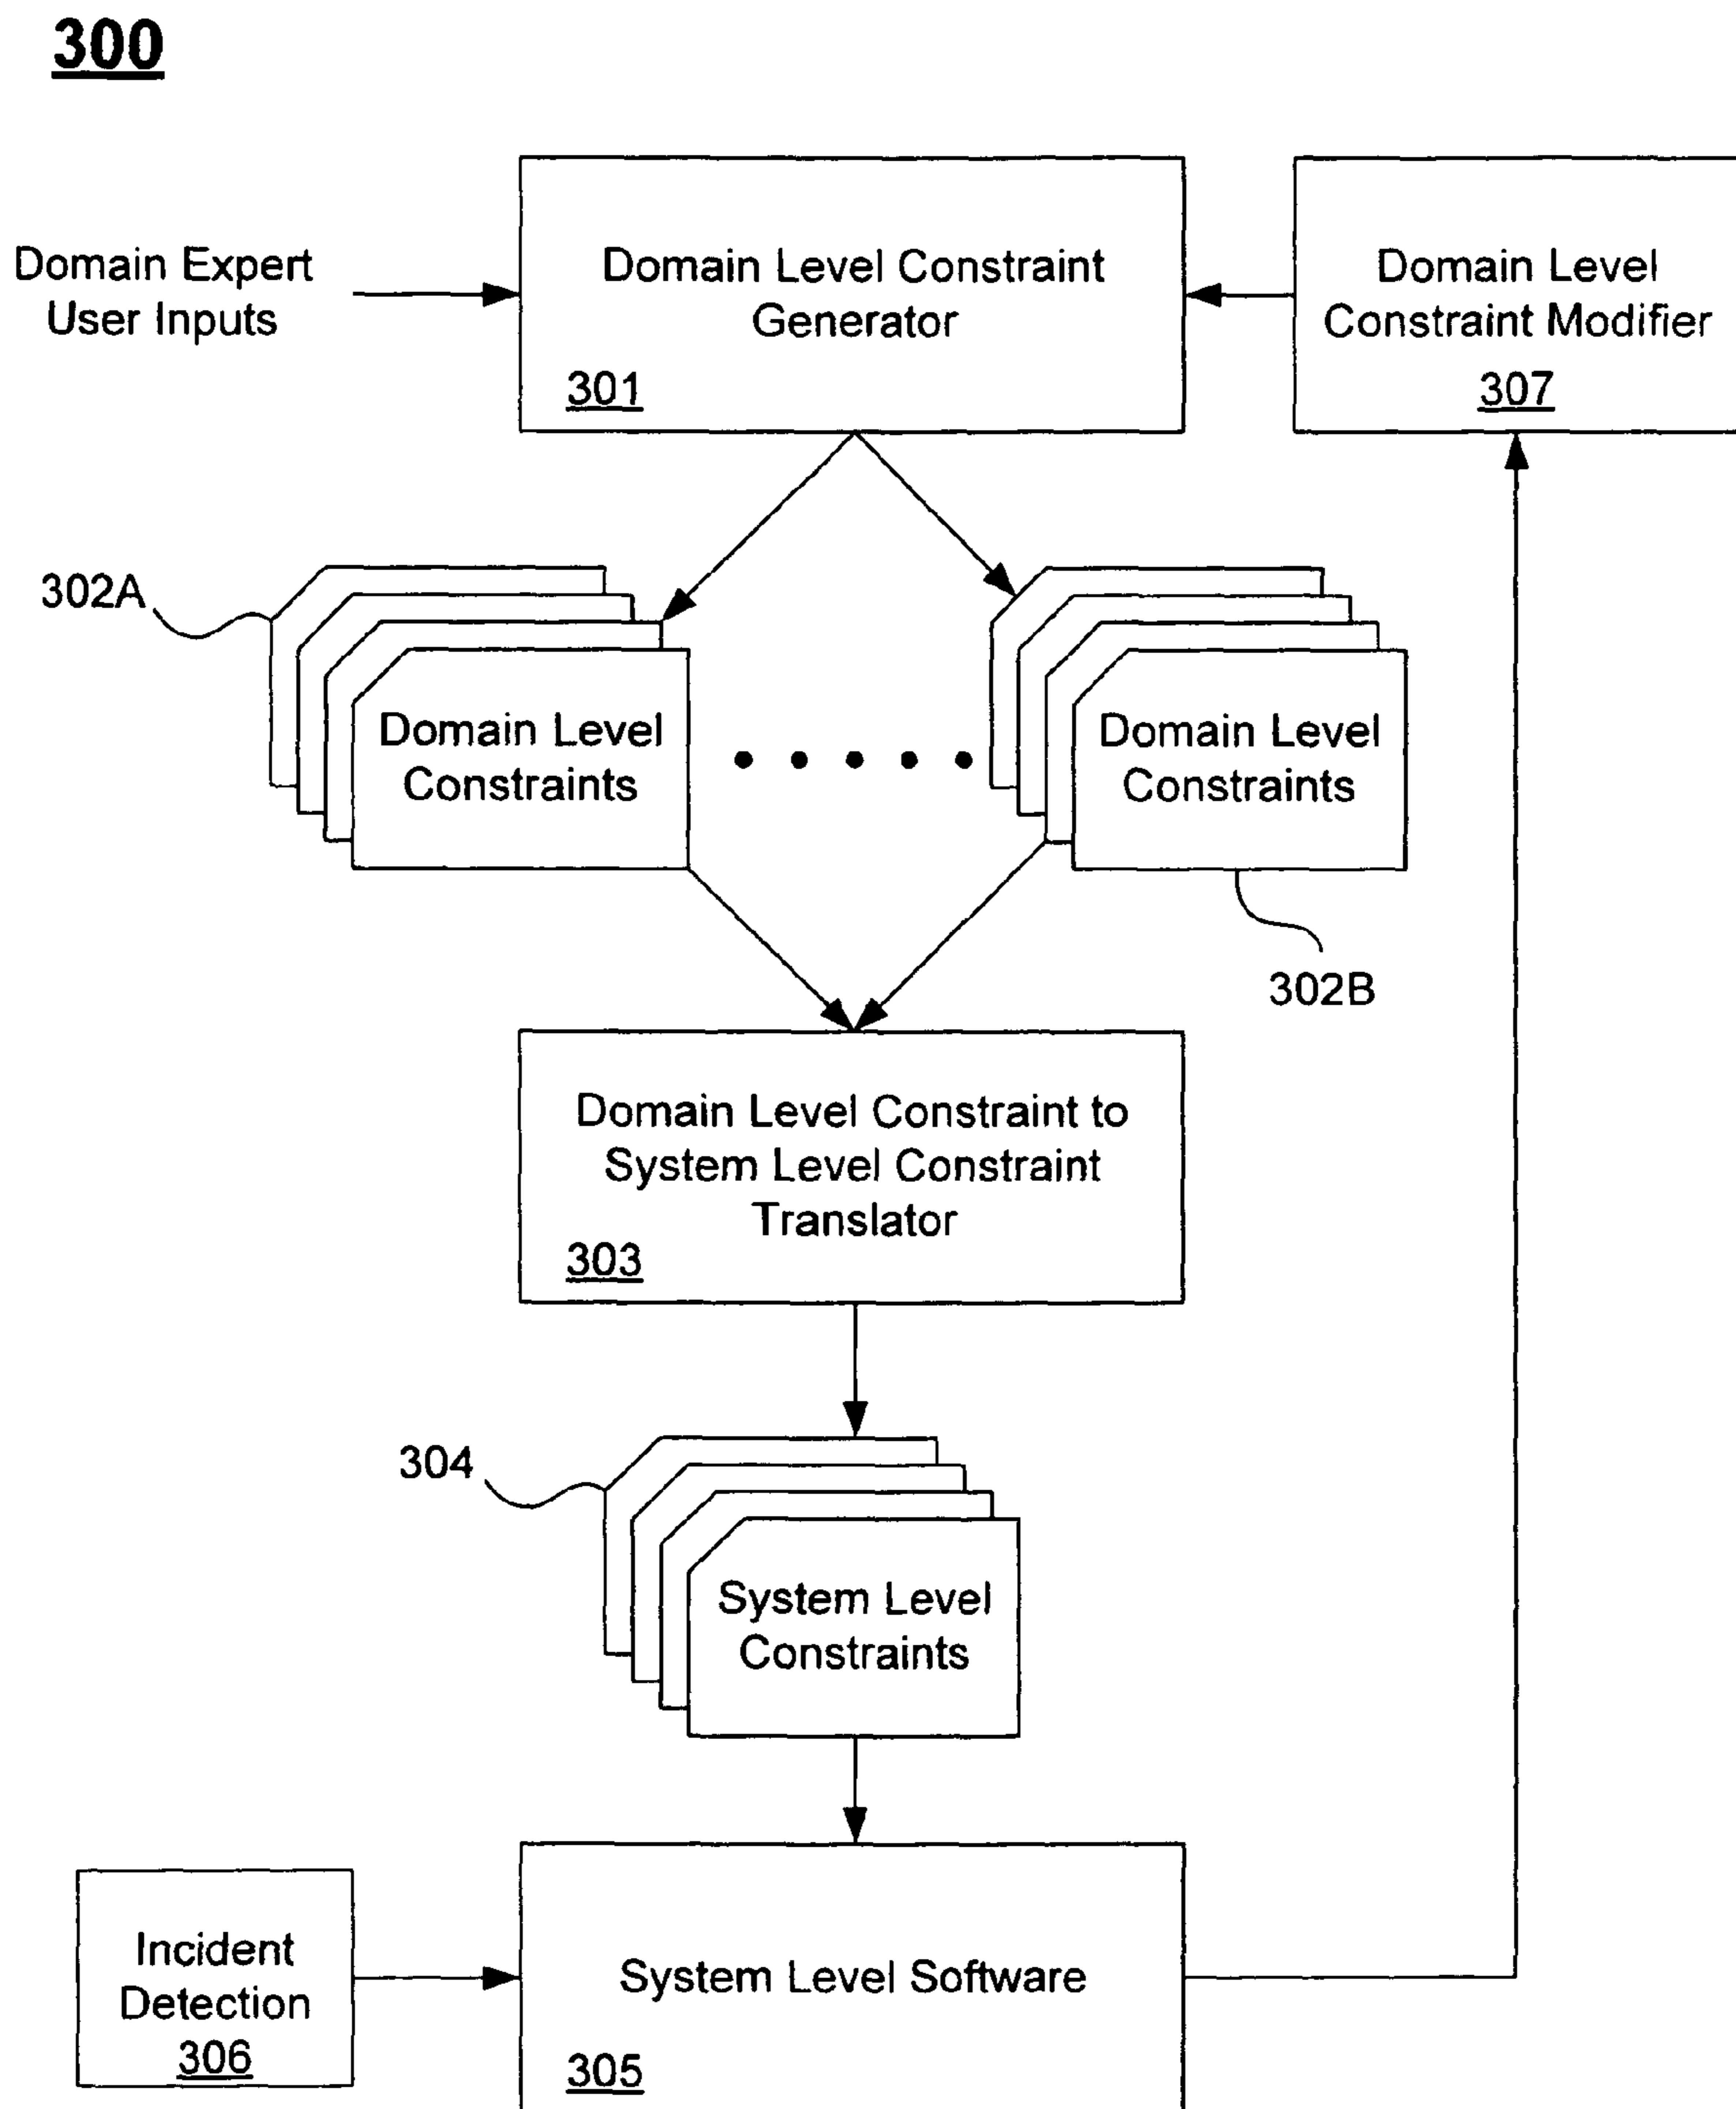 300
Domain Expert
User Inputs
Domain Level Constraint
Generator
301
Domain Level
Constraint Modifier
307
302A
Domain Level
Constraints
Domain Level
Constraints
302B
Domain Level Constraint to
System Level Constraint
Translator
303
304
System Level
Constraints
Incident
Detection
306
System Level Software
305